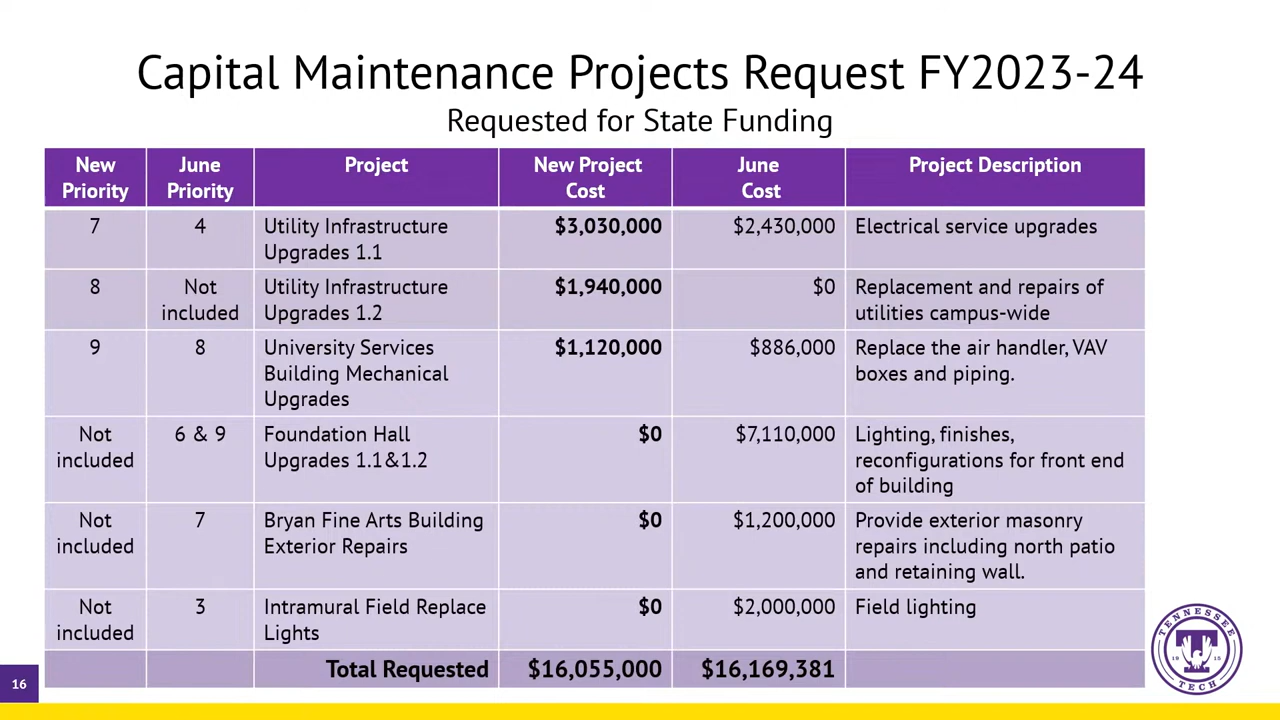 Capital Maintenance Projects Request FY2023-24
Requested for State Funding
New Priority | June Priority | Project | New Project Cost | June Cost | Project Description
7 | 4 | Utility Infrastructure Upgrades 1.1 | $3,030,000 | $2,430,000 | Electrical service upgrades
8 | Not included | Utility Infrastructure Upgrades 1.2 | $1,940,000 | $0 | Replacement and repairs of utilities campus-wide
9 | 8 | University Services Building Mechanical Upgrades | $1,120,000 | $886,000 | Replace the air handler, VAV boxes and piping.
Not included | 6 & 9 | Foundation Hall Upgrades 1.1&1.2 | $0 | $7,110,000 | Lighting, finishes, reconfigurations for front end of building
Not included | 7 | Bryan Fine Arts Building Exterior Repairs | $0 | $1,200,000 | Provide exterior masonry repairs including north patio and retaining wall.
Not included | 3 | Intramural Field Replace Lights | $0 | $2,000,000 | Field lighting
Total Requested | $16,055,000 | $16,169,381
16
TENNESSEE
19 15
TECH